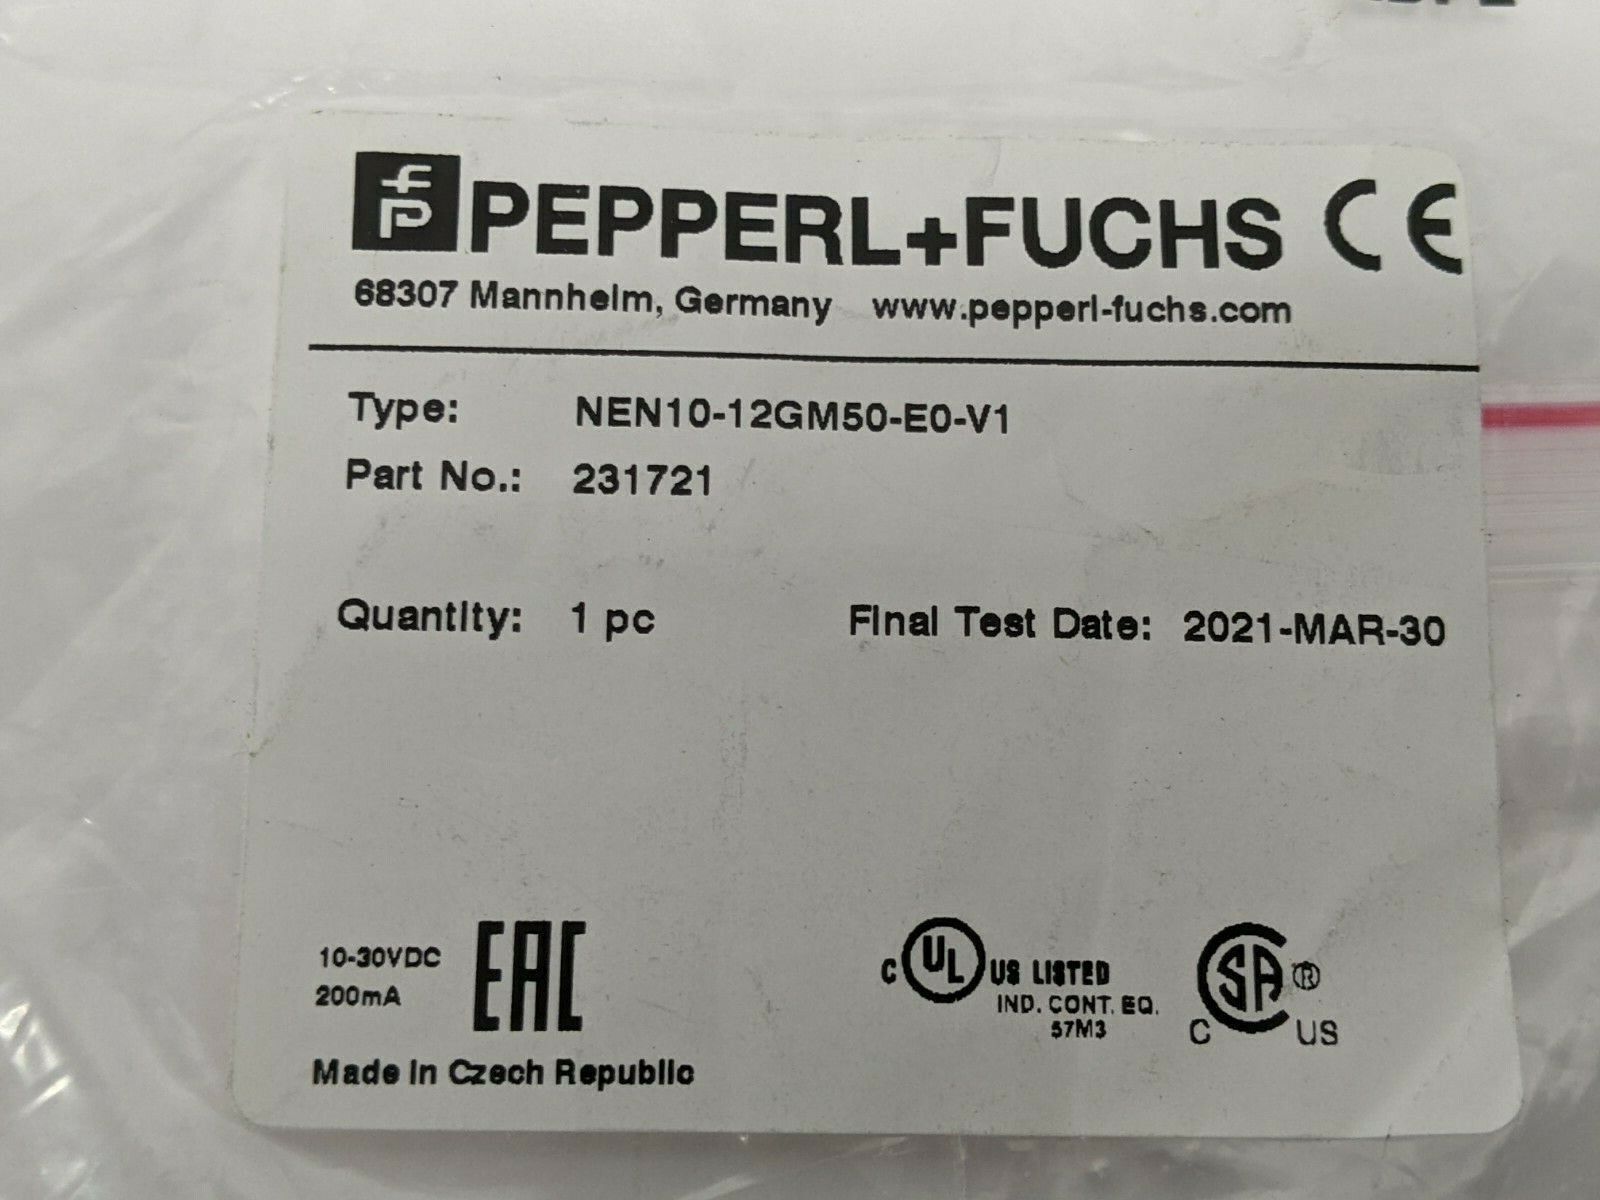 PEPPERL+FUCHS CE
68307 Mannheim, Germany www.pepperl-fuchs.com
Type: NEN10-12GM50-E0-V1
Part No.: 231721
Quantity: 1 pc Final Test Date: 2021-MAR-30
10-30VDC
200mA
EAC
C UL US LISTED
IND. CONT. EQ.
57M3
CSA ®
C US
Made in Czech Republic